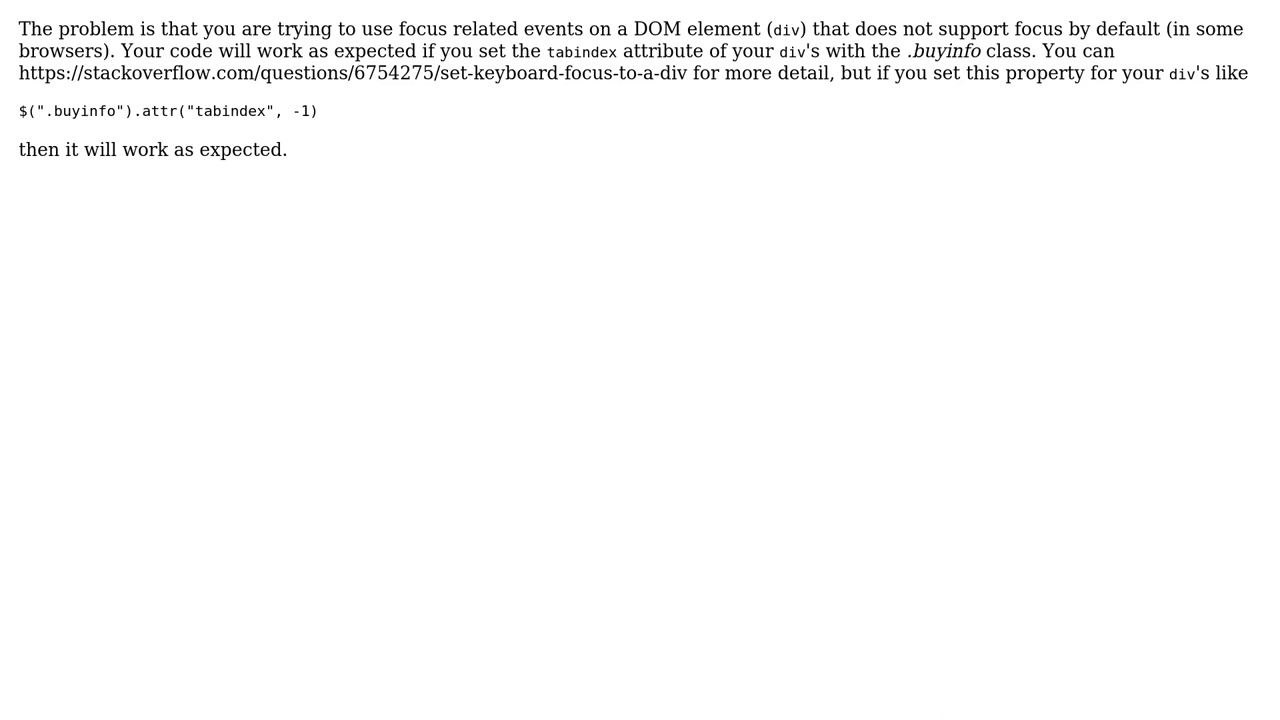 The problem is that you are trying to use focus related events on a DOM element (div) that does not support focus by default (in some
browsers). Your code will work as expected if you set the tabindex attribute of your div's with the .buyinfo class. You can
https://stackoverflow.com/questions/6754275/set-keyboard-focus-to-a-div for more detail, but if you set this property for your div's like
$(".buyinfo").attr("tabindex", -1)
then it will work as expected.